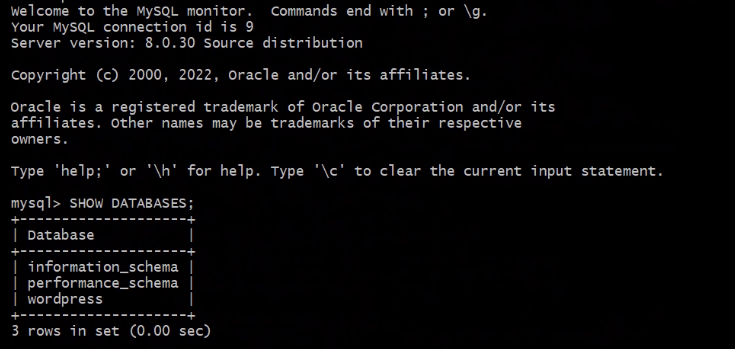 Welcome to the MySQL monitor.  Commands end with ; or \g.
Your MySQL connection id is 9
Server version: 8.0.30 Source distribution

Copyright (c) 2000, 2022, Oracle and/or its affiliates.

Oracle is a registered trademark of Oracle Corporation and/or its
affiliates. Other names may be trademarks of their respective
owners.

Type 'help;' or '\h' for help. Type '\c' to clear the current input statement.

mysql> SHOW DATABASES;
+--------------------+
| Database           |
+--------------------+
| information_schema |
| performance_schema |
| wordpress          |
+--------------------+
3 rows in set (0.00 sec)